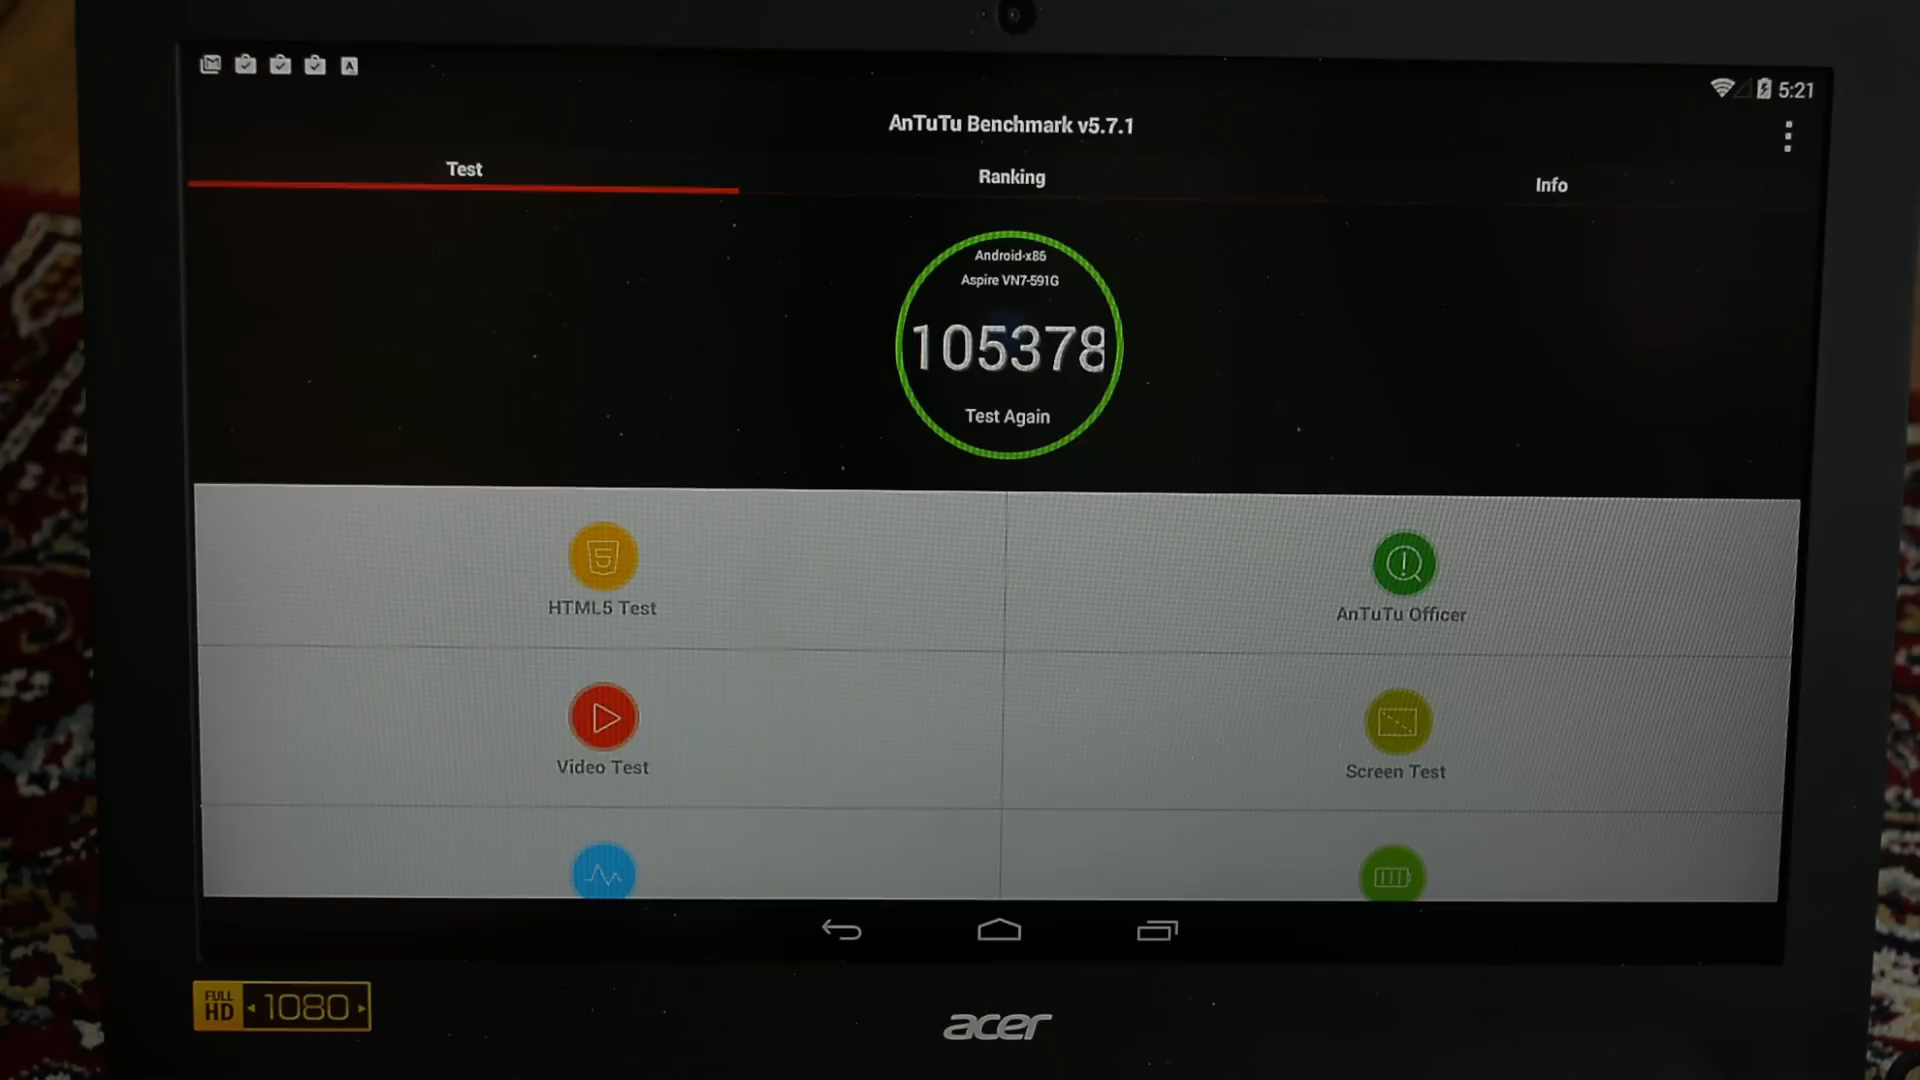 5:21
AnTuTu Benchmark v5.7.1
Test
Ranking
Info
Android-x86
Aspire VN7-591G
105378
Test Again
HTML5 Test
AnTuTu Officer
Video Test
Screen Test
FULL HD 1080
acer